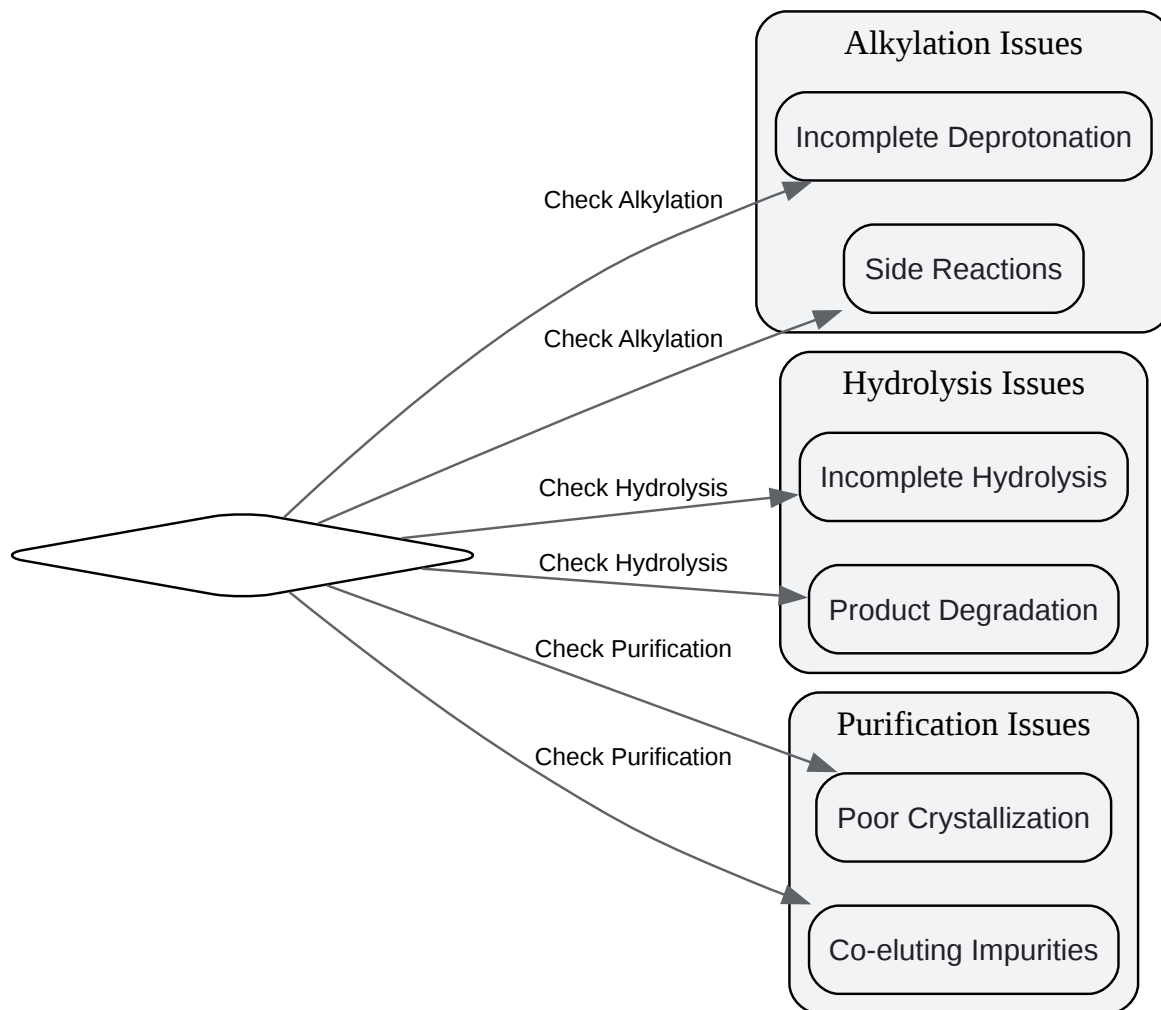 Alkylation Issues
Incomplete Deprotonation
Check Alkylation
Side Reactions
Check Alkylation
Hydrolysis Issues
Incomplete Hydrolysis
Check Hydrolysis
Check Hydrolysis
Product Degradation
Check Purification
Purification Issues
Check Purification
Poor Crystallization
Co-eluting Impurities